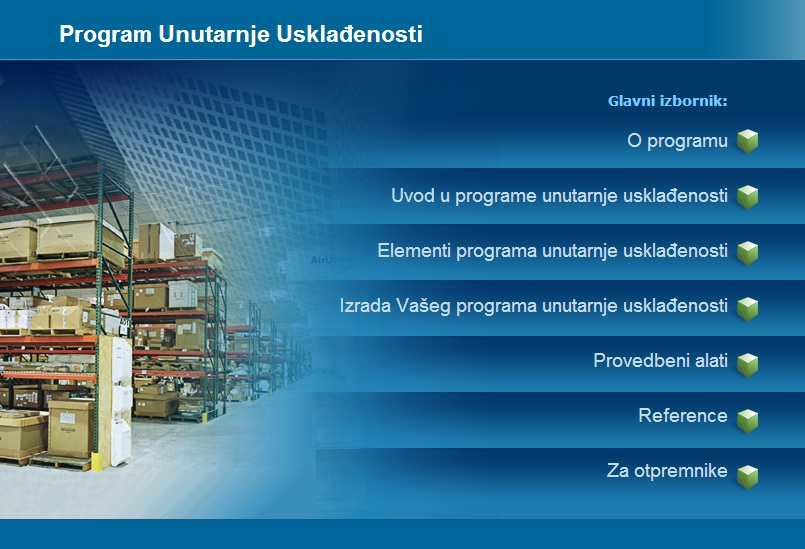 Program Unutarnje Usklađenosti
Glavni izbornik:
O programu
Uvod u programe unutarnje usklađenosti
Elementi programa unutarnje usklađenosti
Izrada Vašeg programa unutarnje usklađenosti
Provedbeni alati
Reference
Za otpremnike